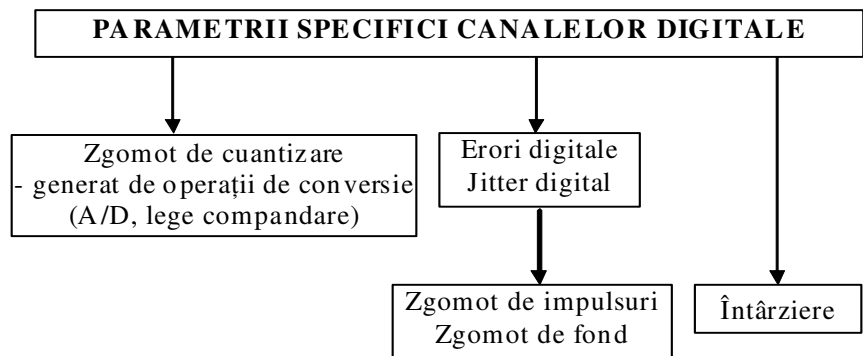 PARAMETRII SPECIFICI CANALELOR DIGITALE
Zgomot de cuantizare
- generat de operații de conversie
(A/D, lege compandare)
Erori digitale
Jitter digital
Zgomot de impulsuri
Zgomot de fond
Întârziere